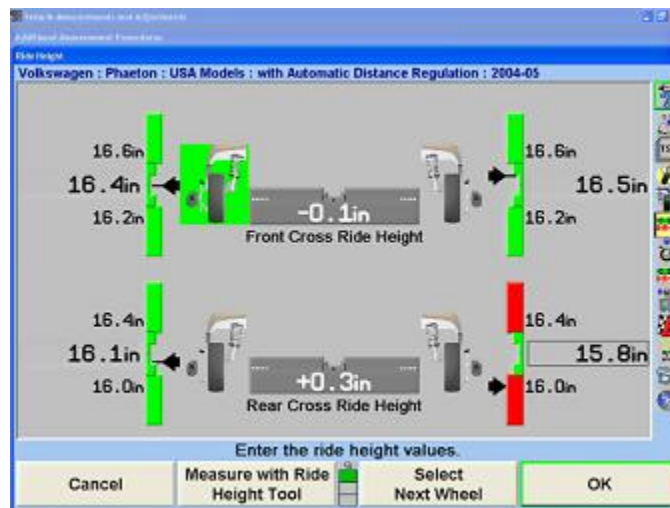 Additional Measurement Procedures
Ride Height
Volkswagen : Phaeton : USA Models : with Automatic Distance Regulation : 2004-05
16.6in
16.6in
16.4in
16.5in
16.2in
-0.1in
16.2in
Front Cross Ride Height
16.4in
16.4in
16.1in
15.8in
16.0in
+0.3in
16.0in
Rear Cross Ride Height
Enter the ride height values.
Cancel
Measure with Ride
Height Tool
Select
Next Wheel
OK